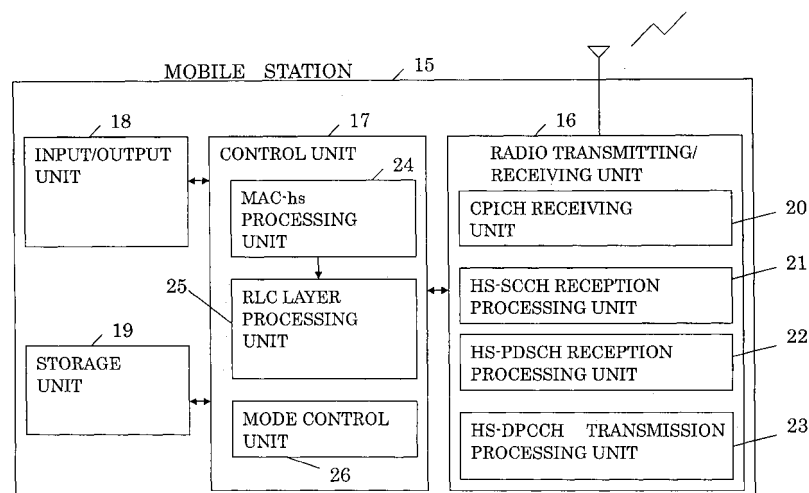 MOBILE STATION
15
18
INPUT/OUTPUT
UNIT
19
STORAGE
UNIT
17
CONTROL UNIT
24
MAC-hs
PROCESSING
UNIT
25
RLC LAYER
PROCESSING
UNIT
MODE CONTROL
UNIT
26
16
RADIO TRANSMITTING/
RECEIVING UNIT
20
CPICH RECEIVING
UNIT
21
HS-SCCH RECEPTION
PROCESSING UNIT
22
HS-PDSCH RECEPTION
PROCESSING UNIT
23
HS-DPCCH TRANSMISSION
PROCESSING UNIT